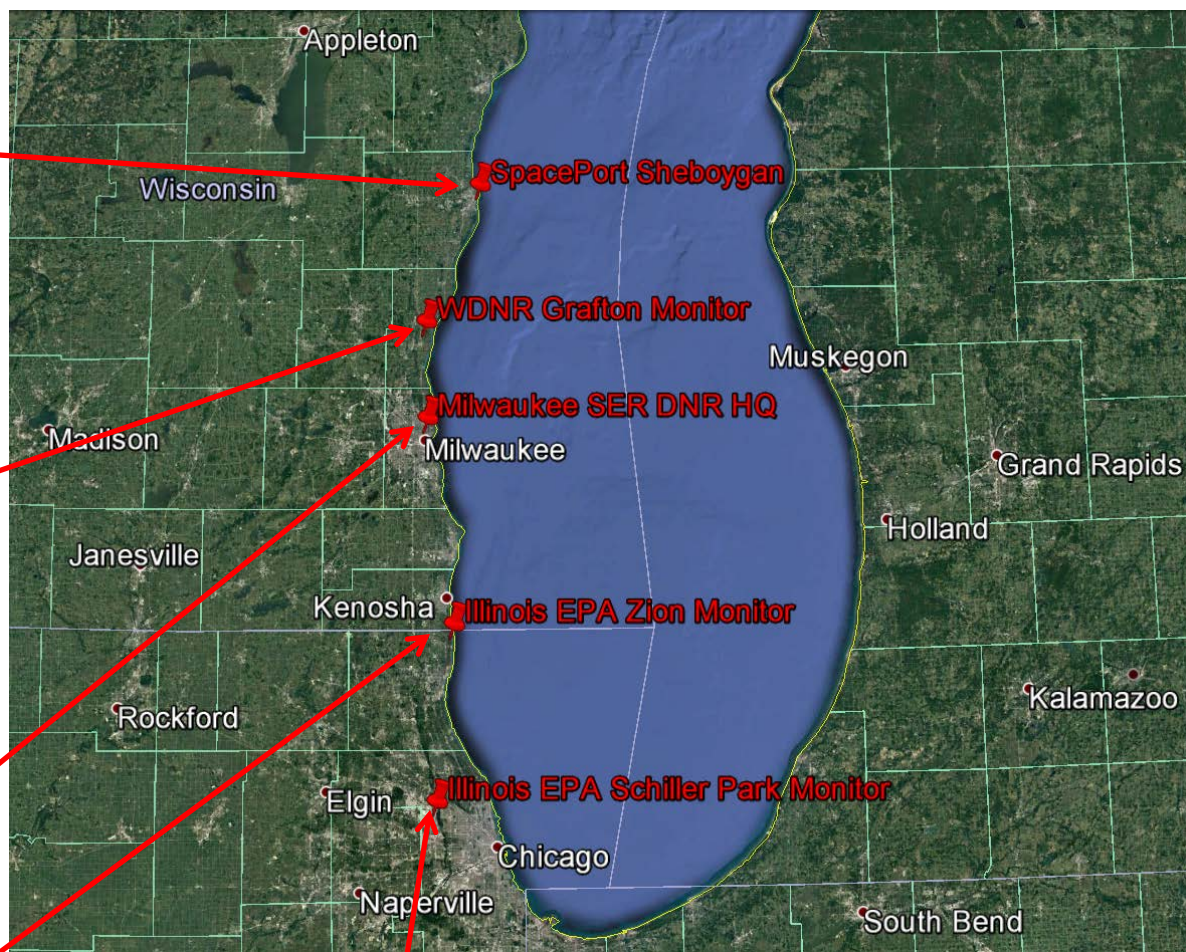 Appleton
SpacePort Sheboygan
Wisconsin
WDNR Grafton Monitor
Muskegon
Milwaukee SER DNR HQ
Madison
Milwaukee
Grand Rapids
Holland
Janesville
Kenosha
Illinois EPA Zion Monitor
Kalamazoo
Rockford
Illinois EPA Schiller Park Monitor
Elgin
Chicago
Naperville
South Bend